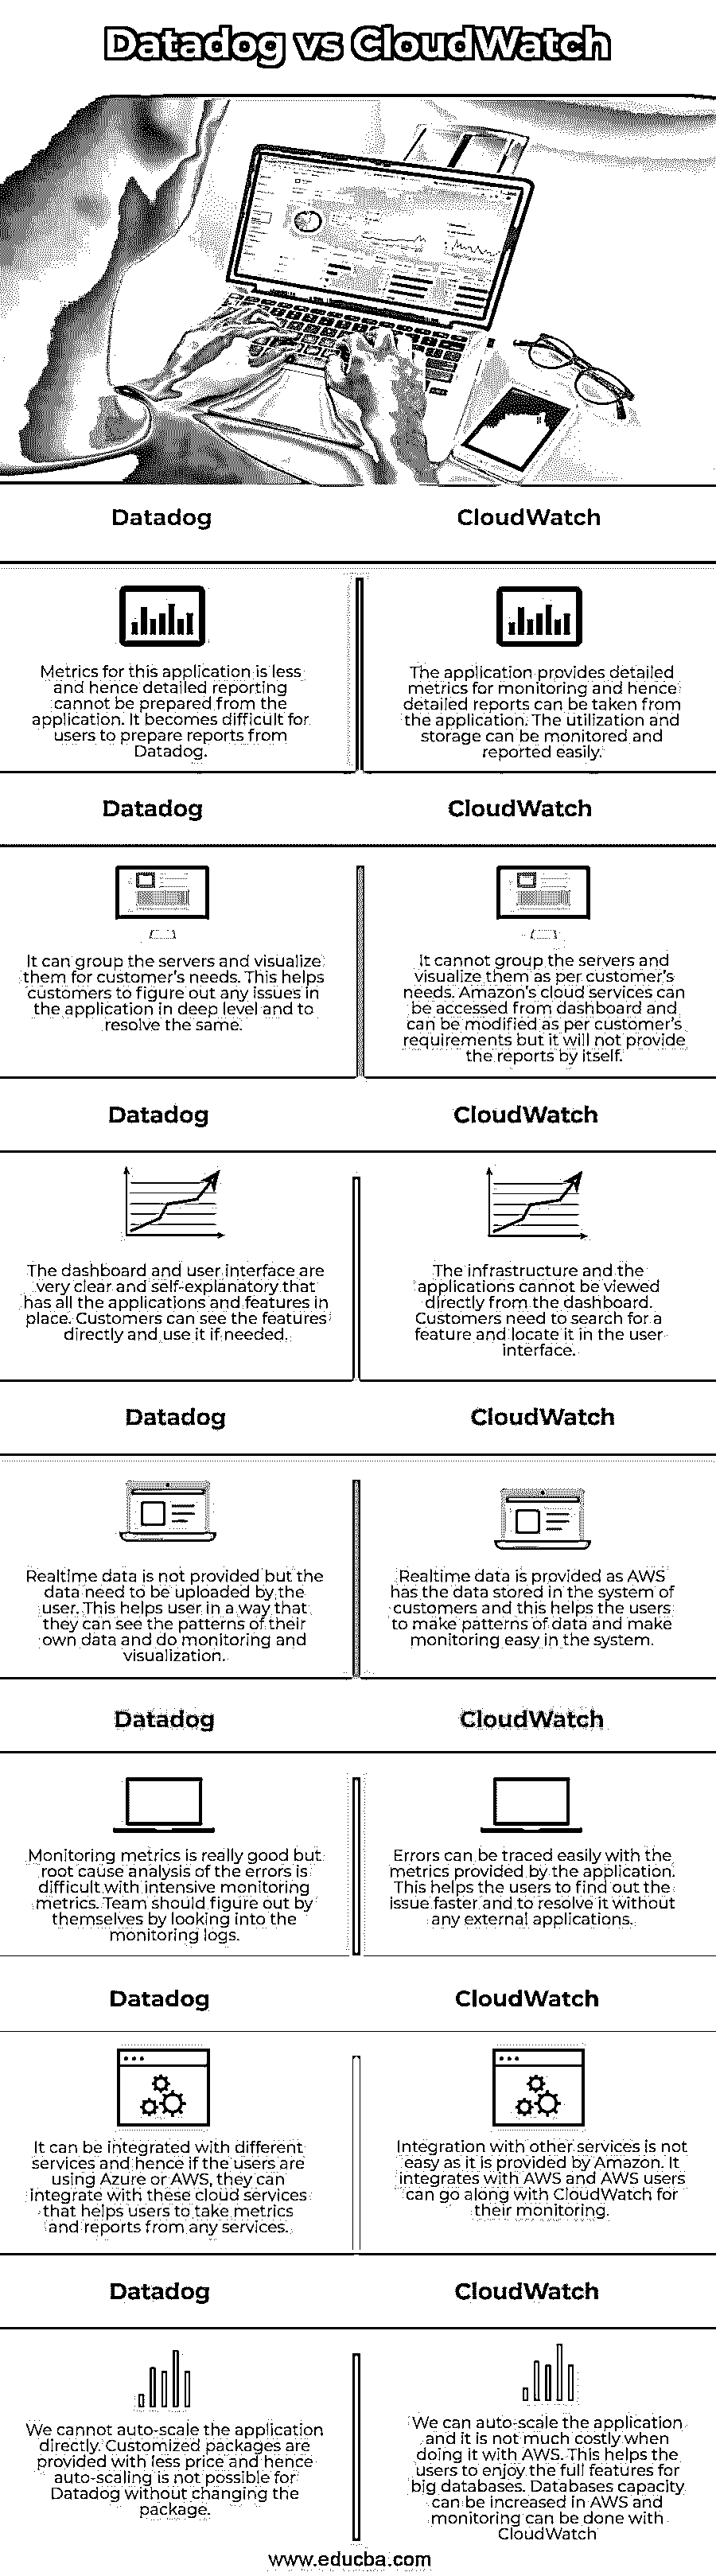 Datadog vs CloudWatch
Datadog
CloudWatch
Metrics for this application is less
and hence detailed reporting
cannot be prepared from the
application. It becomes difficult for
users to prepare reports from
Datadog.
The application provides detailed
metrics for monitoring and hence
detailed reports can be taken from
the application. The utilization and
storage can be monitored and
reported easily.
Datadog
CloudWatch
It can group the servers and visualize
them for customer's needs. This helps
customers to figure out any issues in
the application in deep level and to
resolve the same.
It cannot group the servers and
visualize them as per customer's
needs. Amazon's cloud services can
be accessed from dashboard and
can be modified as per customer's
requirements but it will not provide
the reports by itself.
Datadog
CloudWatch
The dashboard and user interface are
very clear and self-explanatory that
has all the applications and features in
place. Customers can see the features
directly and use it if needed.
The infrastructure and the
applications cannot be viewed
directly from the dashboard.
Customers need to search for a
feature and locate it in the user
interface.
Datadog
CloudWatch
Realtime data is not provided but the
data need to be uploaded by the
user. This helps user in a way that
they can see the patterns of their
own data and do monitoring and
visualization.
Realtime data is provided as AWS
has the data stored in the system of
customers and this helps the users
to make patterns of data and make
monitoring easy in the system.
Datadog
CloudWatch
Monitoring metrics is really good but
root cause analysis of the errors is
difficult with intensive monitoring
metrics. Team should figure out by
themselves by looking into the
monitoring logs.
Errors can be traced easily with the
metrics provided by the application.
This helps the users to find out the
issue faster and to resolve it without
any external applications.
Datadog
CloudWatch
It can be integrated with different
services and hence if the users are
using Azure or AWS, they can
integrate with these cloud services
that helps users to take metrics
and reports from any services.
Integration with other services is not
easy as it is provided by Amazon. It
integrates with AWS and AWS users
can go along with CloudWatch for
their monitoring.
Datadog
CloudWatch
We cannot auto-scale the application
directly. Customized packages are
provided with less price and hence
auto-scaling is not possible for
Datadog without changing the
package.
We can auto-scale the application
and it is not much costly when
doing it with AWS. This helps the
users to enjoy the full features for
big databases. Databases capacity
can be increased in AWS and
monitoring can be done with
CloudWatch
www.educba.com